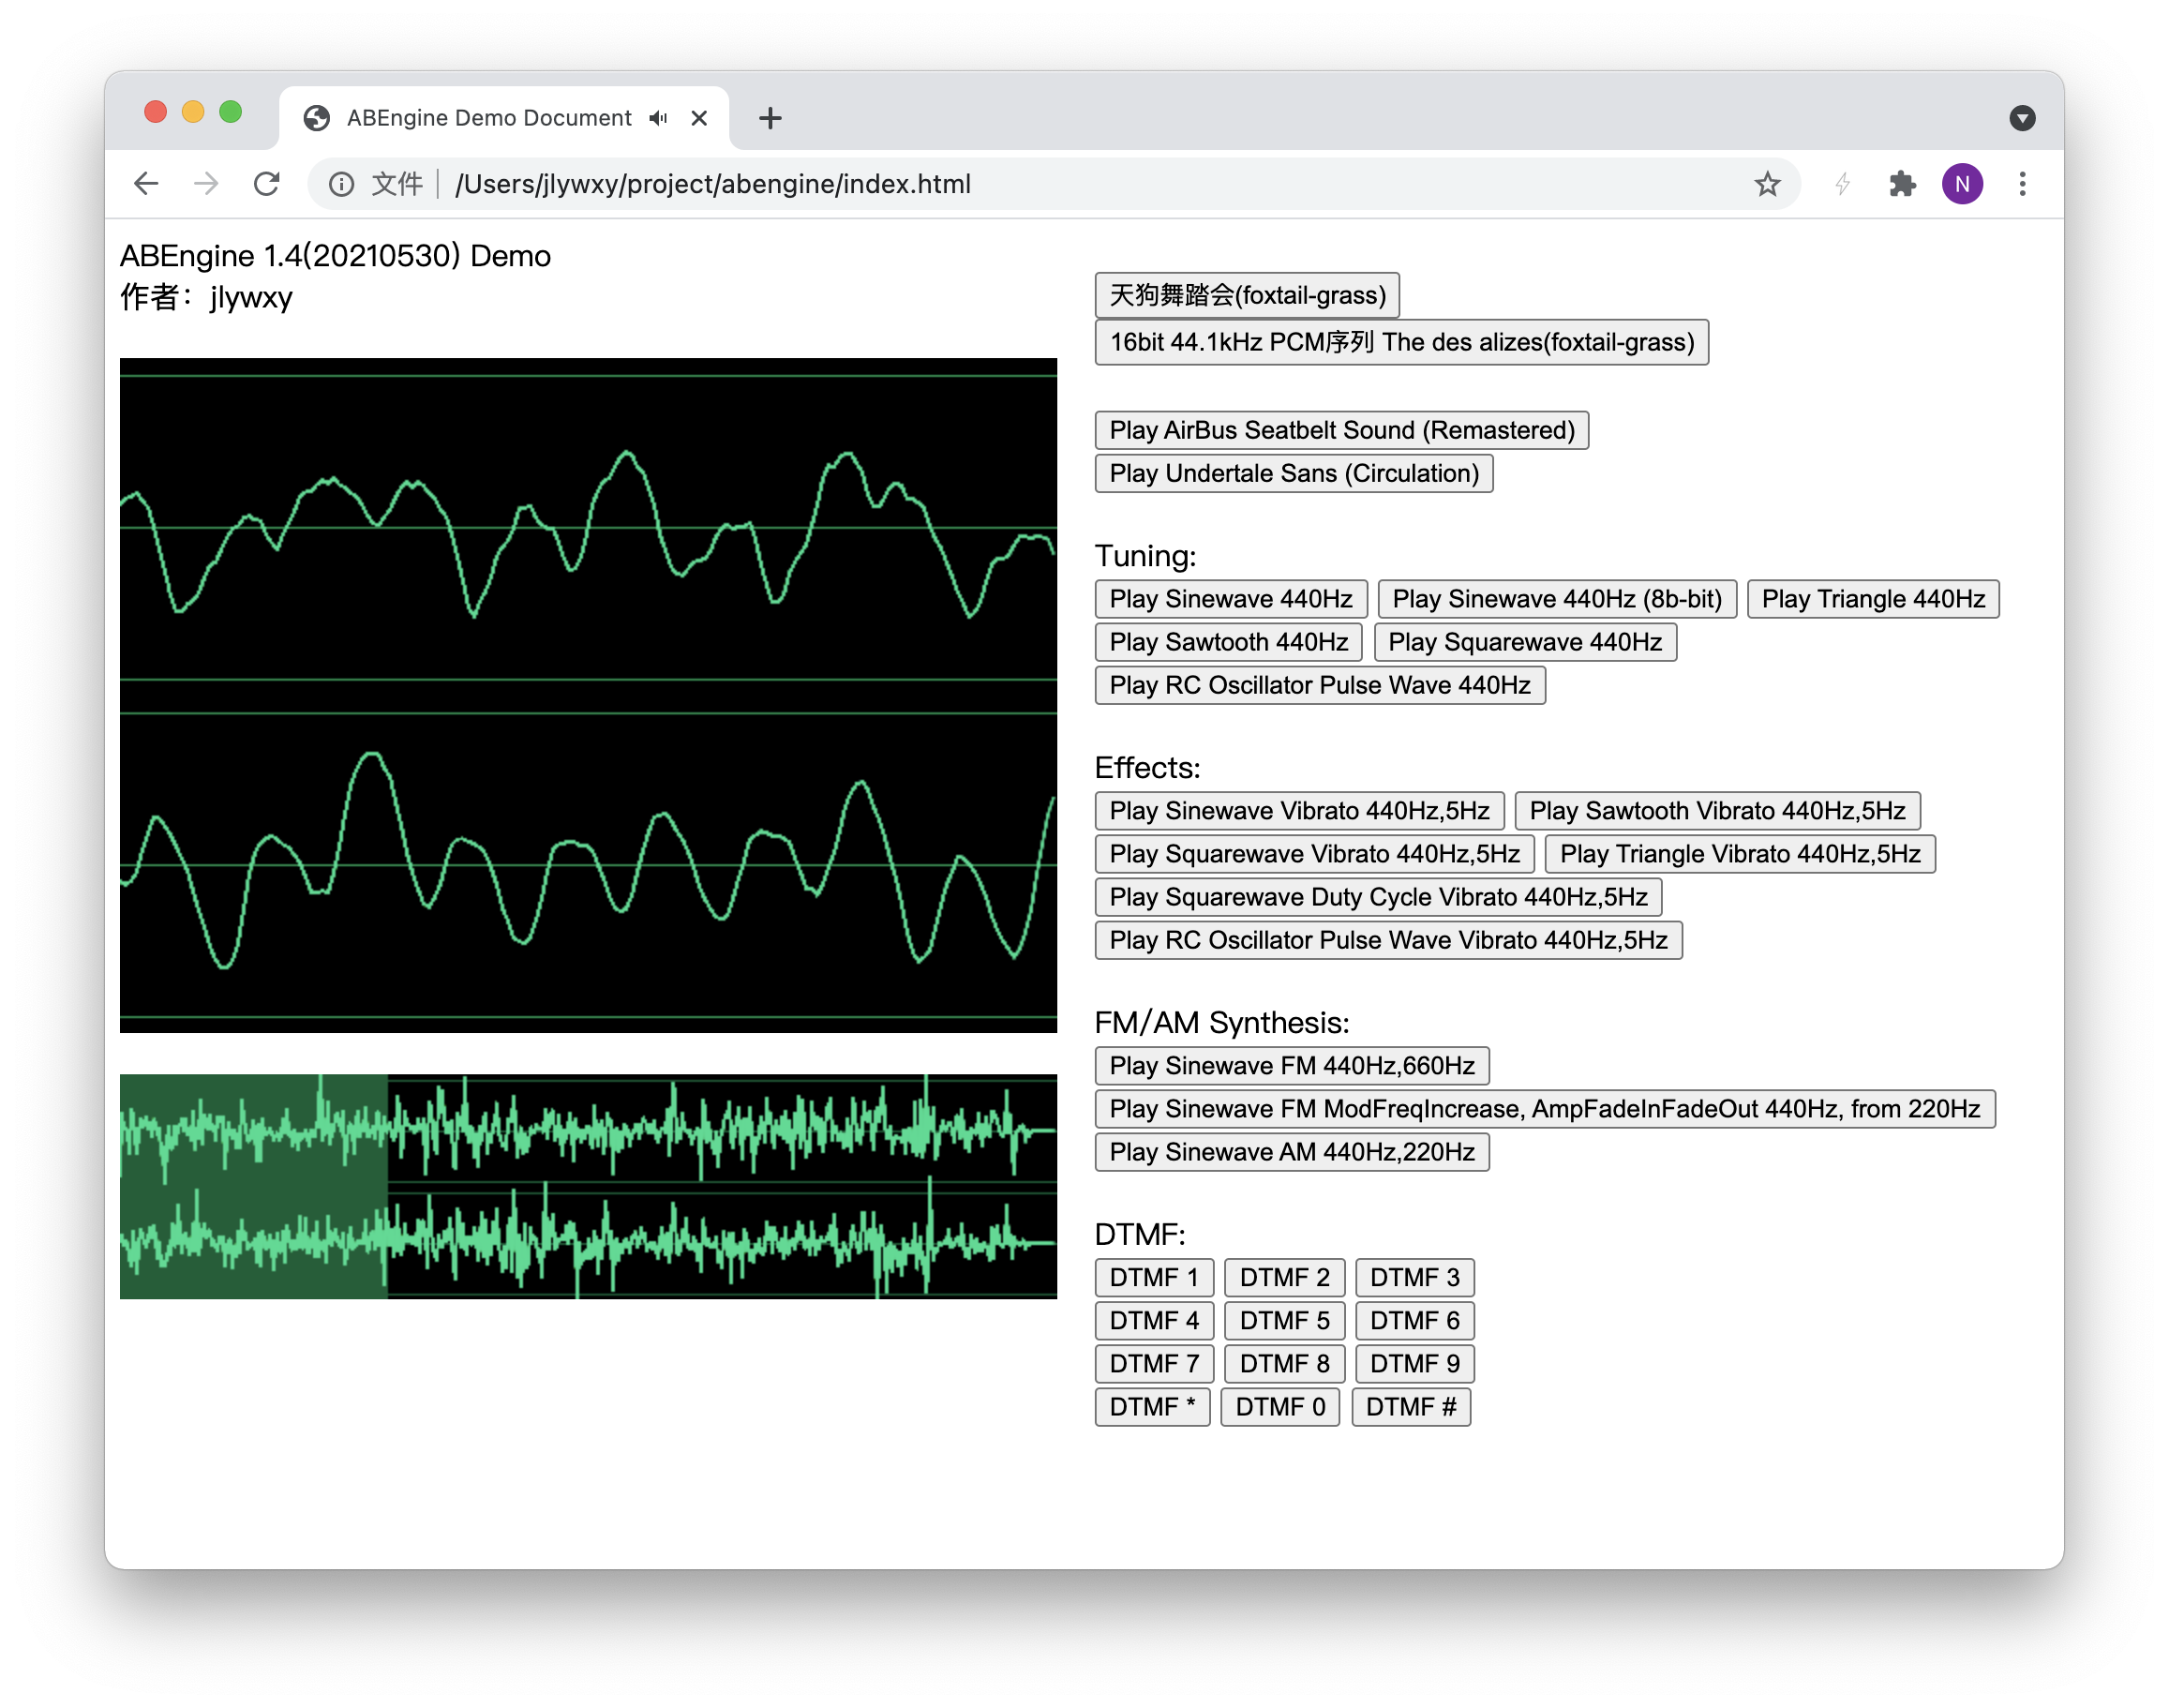 ABEngine Demo Document
文件 /Users/jlywxy/project/abengine/index.html
N
ABEngine 1.4(20210530) Demo
作者：jlywxy
天狗舞踏会(foxtail-grass)
16bit 44.1kHz PCM序列 The des alizes(foxtail-grass)
Play AirBus Seatbelt Sound (Remastered)
Play Undertale Sans (Circulation)
Tuning:
Play Sinewave 440Hz Play Sinewave 440Hz (8b-bit) Play Triangle 440Hz
Play Sawtooth 440Hz Play Squarewave 440Hz
Play RC Oscillator Pulse Wave 440Hz
Effects:
Play Sinewave Vibrato 440Hz,5Hz Play Sawtooth Vibrato 440Hz,5Hz
Play Squarewave Vibrato 440Hz,5Hz Play Triangle Vibrato 440Hz,5Hz
Play Squarewave Duty Cycle Vibrato 440Hz,5Hz
Play RC Oscillator Pulse Wave Vibrato 440Hz,5Hz
FM/AM Synthesis:
Play Sinewave FM 440Hz,660Hz
Play Sinewave FM ModFreqIncrease, AmpFadeInFadeOut 440Hz, from 220Hz
Play Sinewave AM 440Hz,220Hz
DTMF:
DTMF 1 DTMF 2 DTMF 3
DTMF 4 DTMF 5 DTMF 6
DTMF 7 DTMF 8 DTMF 9
DTMF * DTMF 0 DTMF #